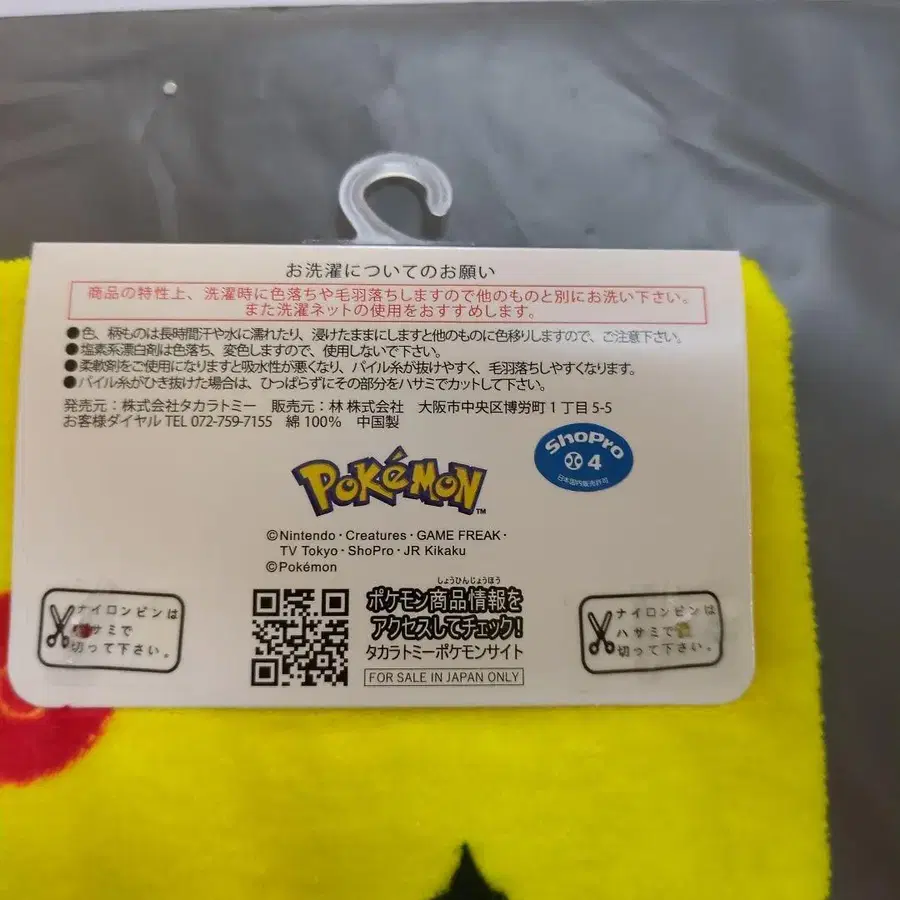 お洗濯についてのお願い
商品の特性上、洗濯時に色落ちや毛羽落ちしますので他のものと別にお洗い下さい。
また洗濯ネットの使用をおすすめします。
●色、柄ものは長時間汗や水に濡れたり、浸けたままにしますと他のものに色移りしますので、ご注意下さい。
●塩素系漂白剤は色落ち、変色しますので、使用しないで下さい。
●柔軟剤をご使用になりますと吸水性が悪くなり、パイル糸が抜けやすく、毛羽落ちしやすくなります。
●パイル糸がひき抜けた場合は、ひっぱらずにその部分をハサミでカットして下さい。
発売元：株式会社タカラトミー 販売元：林 株式会社 大阪市中央区博労町1丁目5-5
お客様ダイヤル TEL 072-759-7155 綿100% 中国製
ShoPro
4
日本国内販売許可
POKéMON™
©Nintendo・Creatures・GAME FREAK・
TV Tokyo・ShoPro・JR Kikaku
©Pokémon
しょうひんじょうほう
ポケモン商品情報を
アクセスしてチェック!
タカラトミーポケモンサイト
FOR SALE IN JAPAN ONLY
ナイロンピンは
ハサミで
切って下さい。
ナイロンピンは
ハサミで
切って下さい。